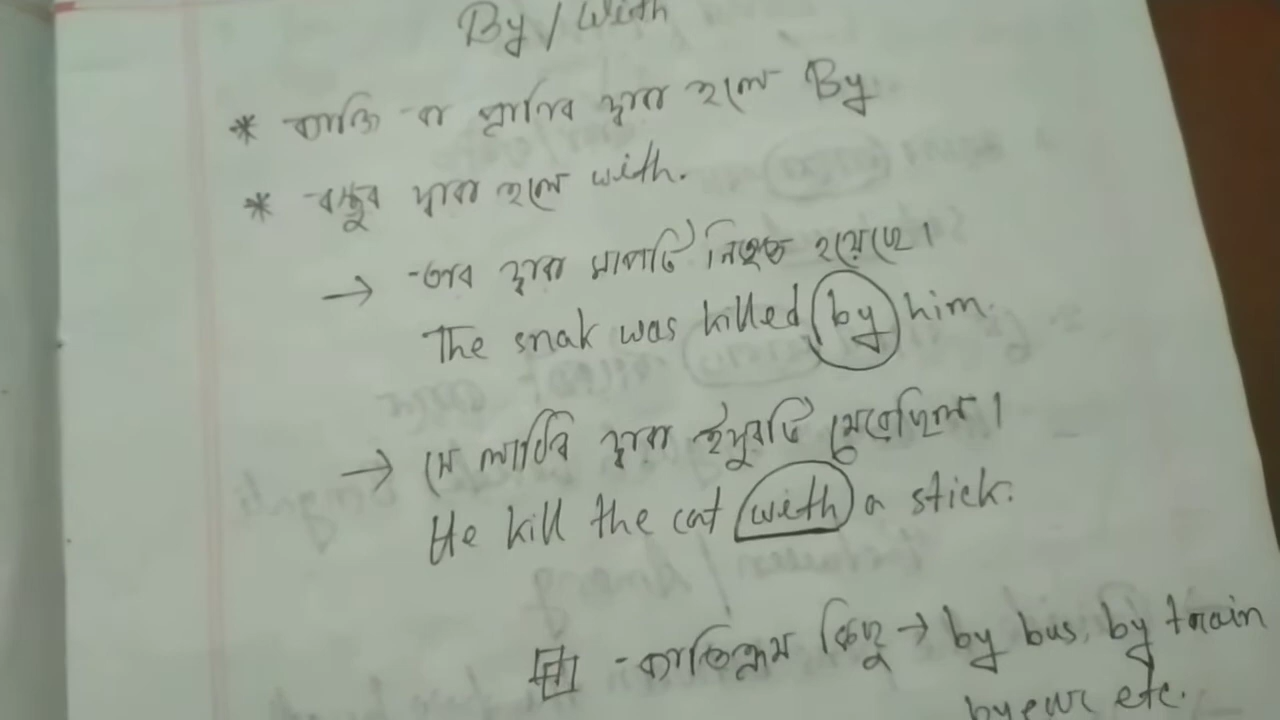 By / With
* ব্যক্তি বা প্রাণির দ্বারা হলে By
* বস্তুর দ্বারা হলে with.
→ তার দ্বারা সাপটি নিহত হয়েছে।
The snak was killed by him.
→ সে লাঠির দ্বারা ইদুরটি মেরেছিল।
He kill the cat with a stick.
ব্যতিক্রম কিছু → by bus, by train
by etc.